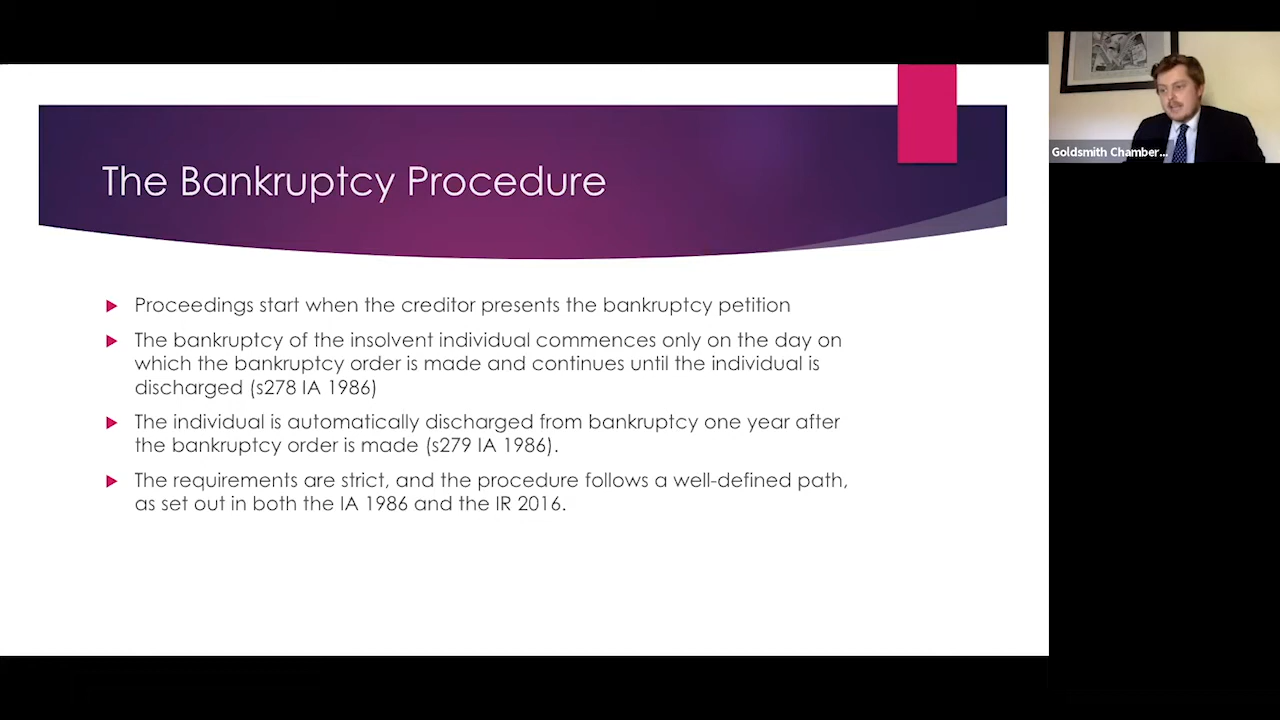 The Bankruptcy Procedure
Proceedings start when the creditor presents the bankruptcy petition
The bankruptcy of the insolvent individual commences only on the day on
which the bankruptcy order is made and continues until the individual is
discharged (s278 IA 1986)
The individual is automatically discharged from bankruptcy one year after
the bankruptcy order is made (s279 IA 1986).
The requirements are strict, and the procedure follows a well-defined path,
as set out in both the IA 1986 and the IR 2016.
Goldsmith Chamber...